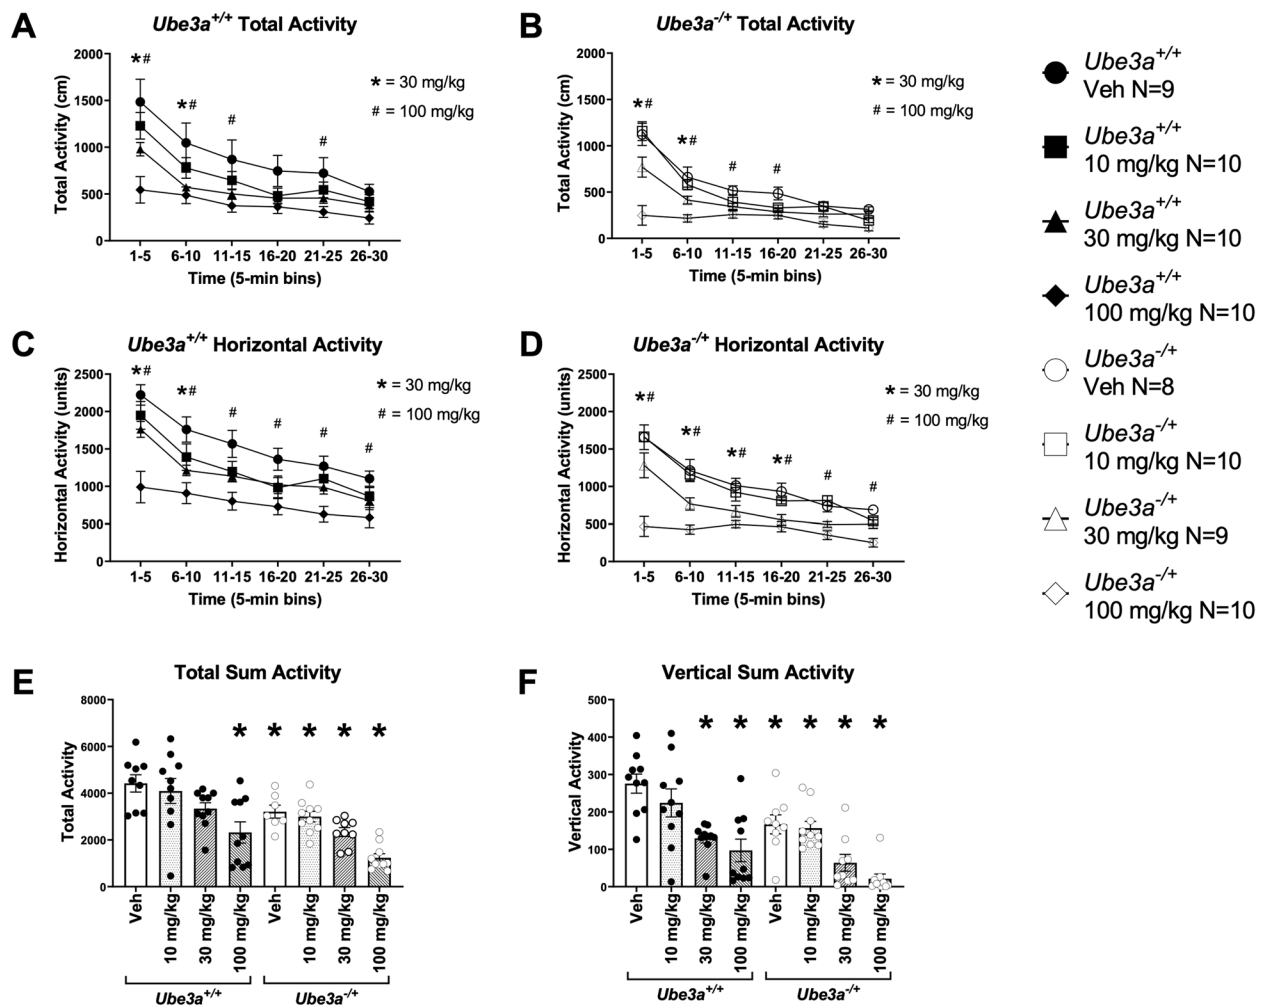 A
Ube3a+/+ Total Activity
2000
1500
1000
500
0
Total Activity (cm)
*#
*#
#
#
* = 30 mg/kg
# = 100 mg/kg
1-5 6-10 11-15 16-20 21-25 26-30
Time (5-min bins)
B
Ube3a-/+ Total Activity
2000
1500
1000
500
0
Total Activity (cm)
*#
*#
#
#
* = 30 mg/kg
# = 100 mg/kg
1-5 6-10 11-15 16-20 21-25 26-30
Time (5-min bins)
Ube3a+/+
Veh N=9
Ube3a+/+
10 mg/kg N=10
Ube3a+/+
30 mg/kg N=10
Ube3a+/+
100 mg/kg N=10
Ube3a-/+
Veh N=8
Ube3a-/+
10 mg/kg N=10
Ube3a-/+
30 mg/kg N=9
Ube3a-/+
100 mg/kg N=10
C
Ube3a+/+ Horizontal Activity
2500
2000
1500
1000
500
0
Horizontal Activity (units)
*#
*#
#
#
#
#
* = 30 mg/kg
# = 100 mg/kg
1-5 6-10 11-15 16-20 21-25 26-30
Time (5-min bins)
D
Ube3a-/+ Horizontal Activity
2500
2000
1500
1000
500
0
Horizontal Activity (units)
*#
*#
*#
*#
#
#
* = 30 mg/kg
# = 100 mg/kg
1-5 6-10 11-15 16-20 21-25 26-30
Time (5-min bins)
E
Total Sum Activity
8000
6000
4000
2000
0
Total Activity
* * * * *
Veh
10 mg/kg
30 mg/kg
100 mg/kg
Veh
10 mg/kg
30 mg/kg
100 mg/kg
Ube3a+/+
Ube3a-/+
F
Vertical Sum Activity
500
400
300
200
100
0
Vertical Activity
* * * * * *
Veh
10 mg/kg
30 mg/kg
100 mg/kg
Veh
10 mg/kg
30 mg/kg
100 mg/kg
Ube3a+/+
Ube3a-/+